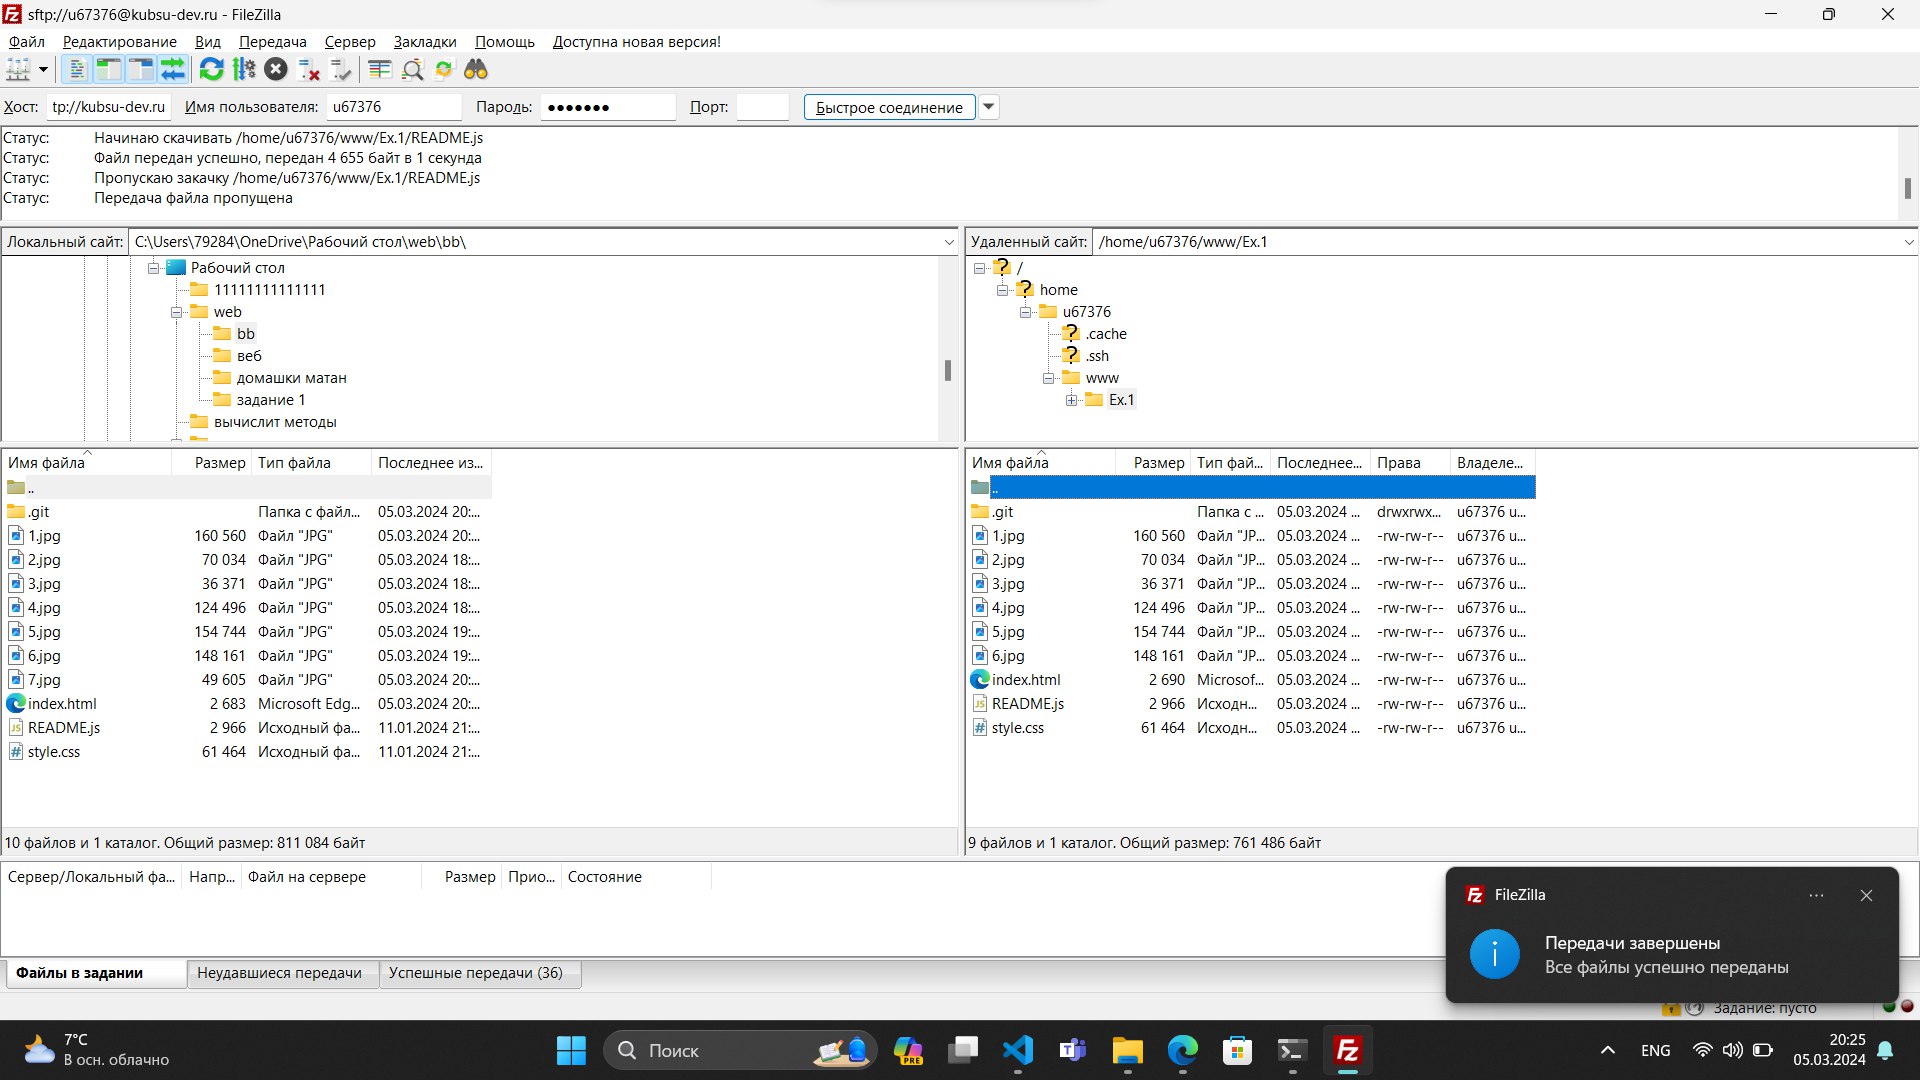 sftp://u67376@kubsu-dev.ru - FileZilla
Файл Редактирование Вид Передача Сервер Закладки Помощь Доступна новая версия!
Хост: tp://kubsu-dev.ru Имя пользователя: u67376 Пароль: ●●●●●●● Порт: Быстрое соединение
Статус: Начинаю скачивать /home/u67376/www/Ex.1/README.js
Статус: Файл передан успешно, передан 4 655 байт в 1 секунда
Статус: Пропускаю закачку /home/u67376/www/Ex.1/README.js
Статус: Передача файла пропущена
Локальный сайт: C:\Users\79284\OneDrive\Рабочий стол\web\bb\
Рабочий стол
11111111111111
web
bb
веб
домашки матан
задание 1
вычислит методы
Удаленный сайт: /home/u67376/www/Ex.1
/
home
u67376
.cache
.ssh
www
Ex.1
Имя файла Размер Тип файла Последнее из...
..
.git Папка с файл... 05.03.2024 20:...
1.jpg 160 560 Файл "JPG" 05.03.2024 20:...
2.jpg 70 034 Файл "JPG" 05.03.2024 18:...
3.jpg 36 371 Файл "JPG" 05.03.2024 18:...
4.jpg 124 496 Файл "JPG" 05.03.2024 18:...
5.jpg 154 744 Файл "JPG" 05.03.2024 19:...
6.jpg 148 161 Файл "JPG" 05.03.2024 19:...
7.jpg 49 605 Файл "JPG" 05.03.2024 20:...
index.html 2 683 Microsoft Edg... 05.03.2024 20:...
README.js 2 966 Исходный фа... 11.01.2024 21:...
style.css 61 464 Исходный фа... 11.01.2024 21:...
10 файлов и 1 каталог. Общий размер: 811 084 байт
Имя файла Размер Тип фай... Последнее... Права Владеле...
..
.git Папка с ... 05.03.2024 ... drwxrwx... u67376 u...
1.jpg 160 560 Файл "JP... 05.03.2024 ... -rw-rw-r-- u67376 u...
2.jpg 70 034 Файл "JP... 05.03.2024 ... -rw-rw-r-- u67376 u...
3.jpg 36 371 Файл "JP... 05.03.2024 ... -rw-rw-r-- u67376 u...
4.jpg 124 496 Файл "JP... 05.03.2024 ... -rw-rw-r-- u67376 u...
5.jpg 154 744 Файл "JP... 05.03.2024 ... -rw-rw-r-- u67376 u...
6.jpg 148 161 Файл "JP... 05.03.2024 ... -rw-rw-r-- u67376 u...
index.html 2 690 Microsof... 05.03.2024 ... -rw-rw-r-- u67376 u...
README.js 2 966 Исходн... 05.03.2024 ... -rw-rw-r-- u67376 u...
style.css 61 464 Исходн... 05.03.2024 ... -rw-rw-r-- u67376 u...
9 файлов и 1 каталог. Общий размер: 761 486 байт
Сервер/Локальный фа... Напр... Файл на сервере Размер Прио... Состояние
Файлы в задании Неудавшиеся передачи Успешные передачи (36)
FileZilla
Передачи завершены
Все файлы успешно переданы
Задание: пусто
7°C
В осн. облачно
Поиск
PRE
ENG
20:25
05.03.2024